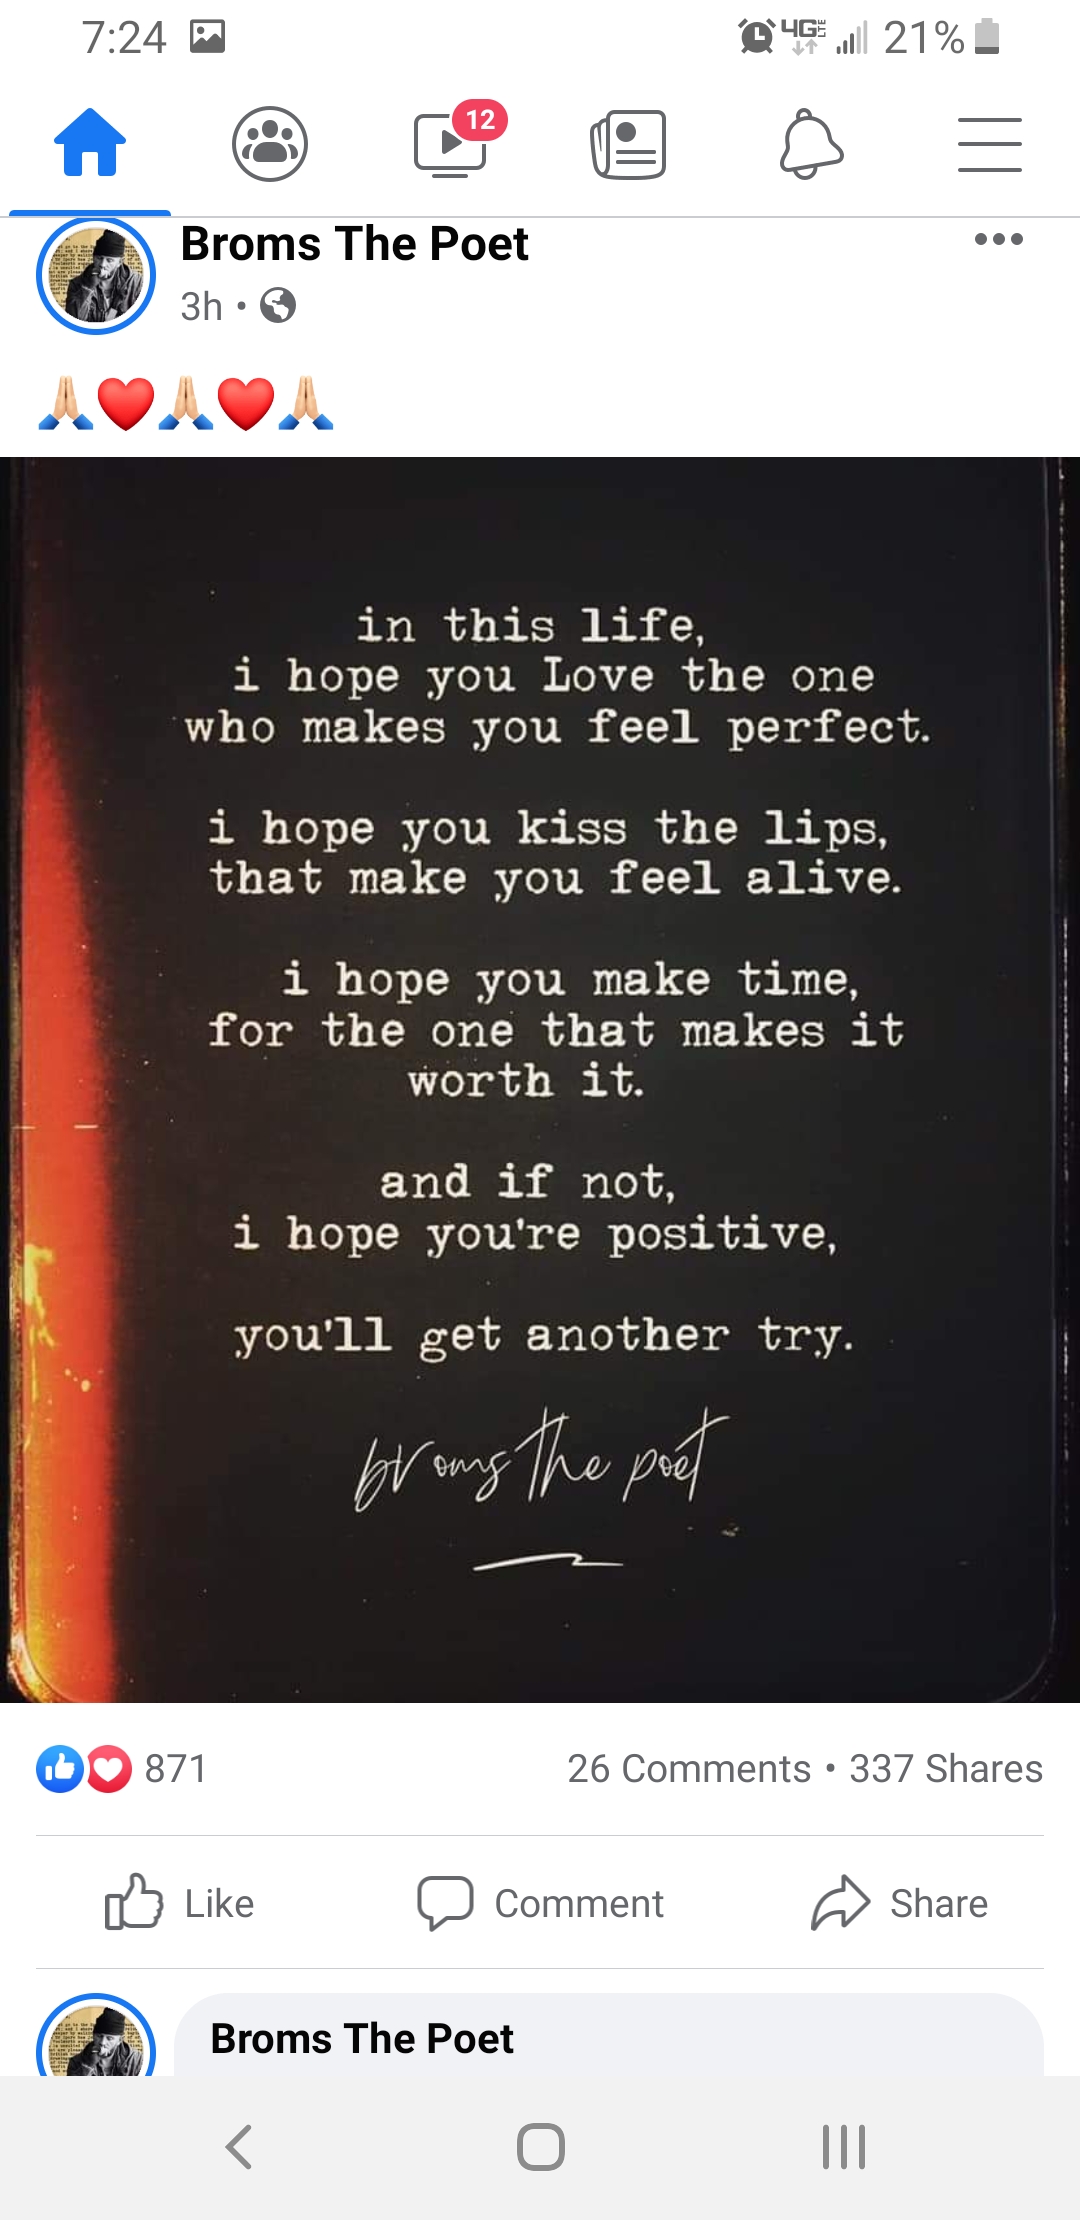 7:24 4G LTE 21%
12
Broms The Poet
3h •
in this life,
i hope you Love the one
who makes you feel perfect.
i hope you kiss the lips,
that make you feel alive.
i hope you make time,
for the one that makes it
worth it.
and if not,
i hope you're positive,
you'll get another try.
broms the poet
871 26 Comments • 337 Shares
Like Comment Share
Broms The Poet